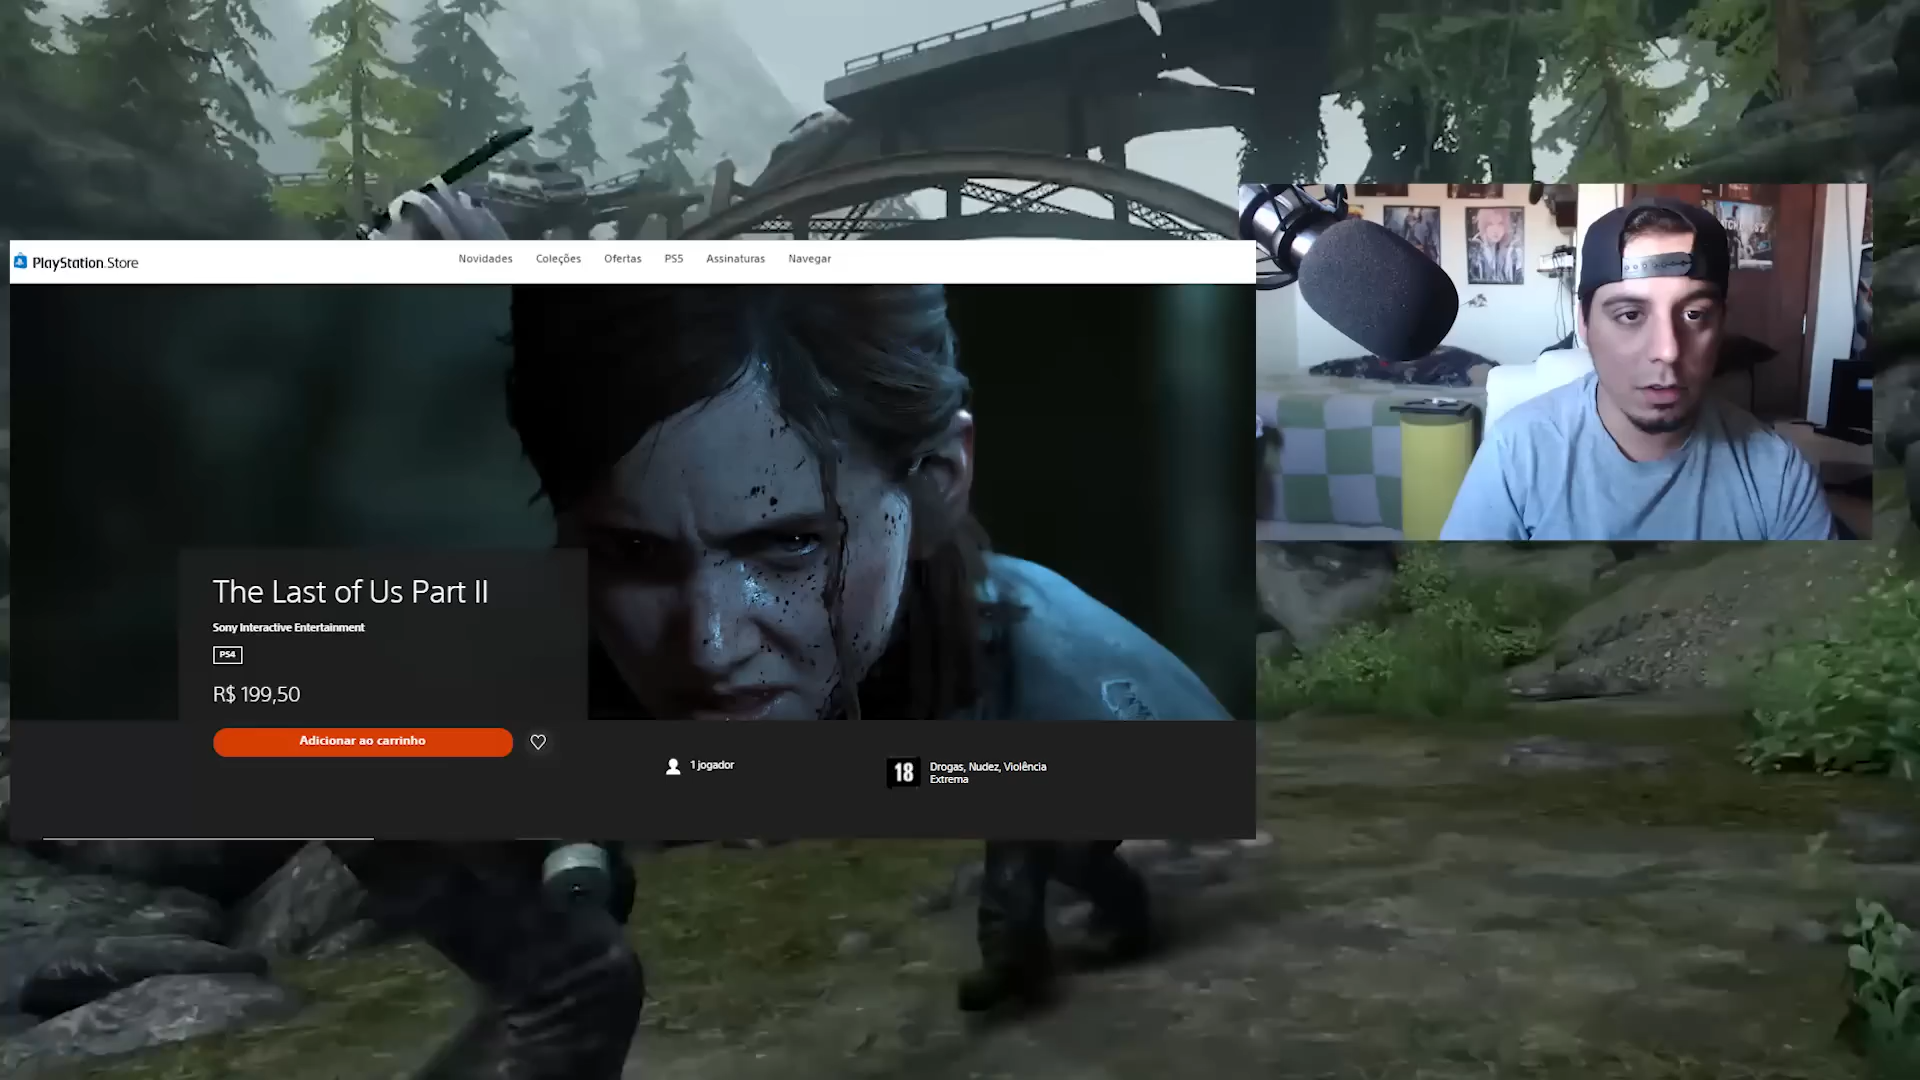 PlayStation.Store
Novidades
Coleções
Ofertas
PS5
Assinaturas
Navegar
The Last of Us Part II
Sony Interactive Entertainment
PS4
R$ 199,50
Adicionar ao carrinho
1 jogador
18
Drogas, Nudez, Violência
Extrema